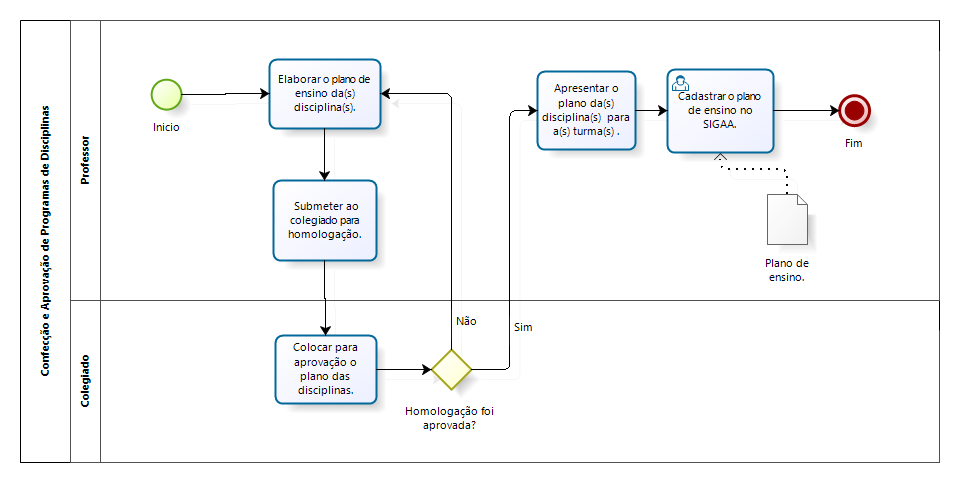 Confecção e Aprovação de Programas de Disciplinas
Professor
Inicio
Elaborar o plano de
ensino da(s)
disciplina(s).
Submeter ao
colegiado para
homologação.
Apresentar o
plano da(s)
disciplina(s) para
a(s) turma(s) .
Cadastrar o plano
de ensino no
SIGAA.
Fim
Plano de
ensino.
Colegiado
Colocar para
aprovação o
plano das
disciplinas.
Não
Sim
Homologação foi
aprovada?